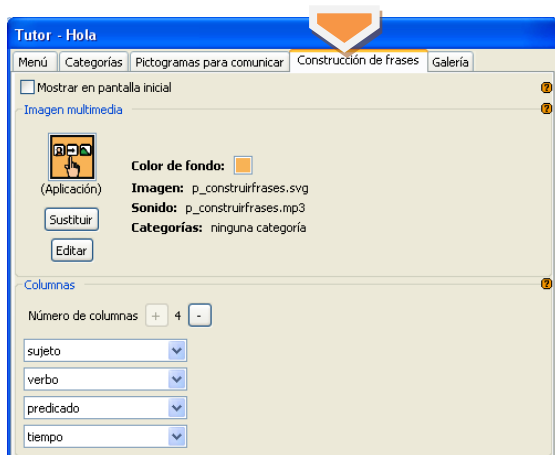 Tutor - Hola
Menú Categorías Pictogramas para comunicar Construcción de frases Galería
Mostrar en pantalla inicial
Imagen multimedia
(Aplicación)
Sustituir
Editar
Color de fondo:
Imagen: p_construirfrases.svg
Sonido: p_construirfrases.mp3
Categorías: ninguna categoría
Columnas
Número de columnas + 4 -
sujeto
verbo
predicado
tiempo